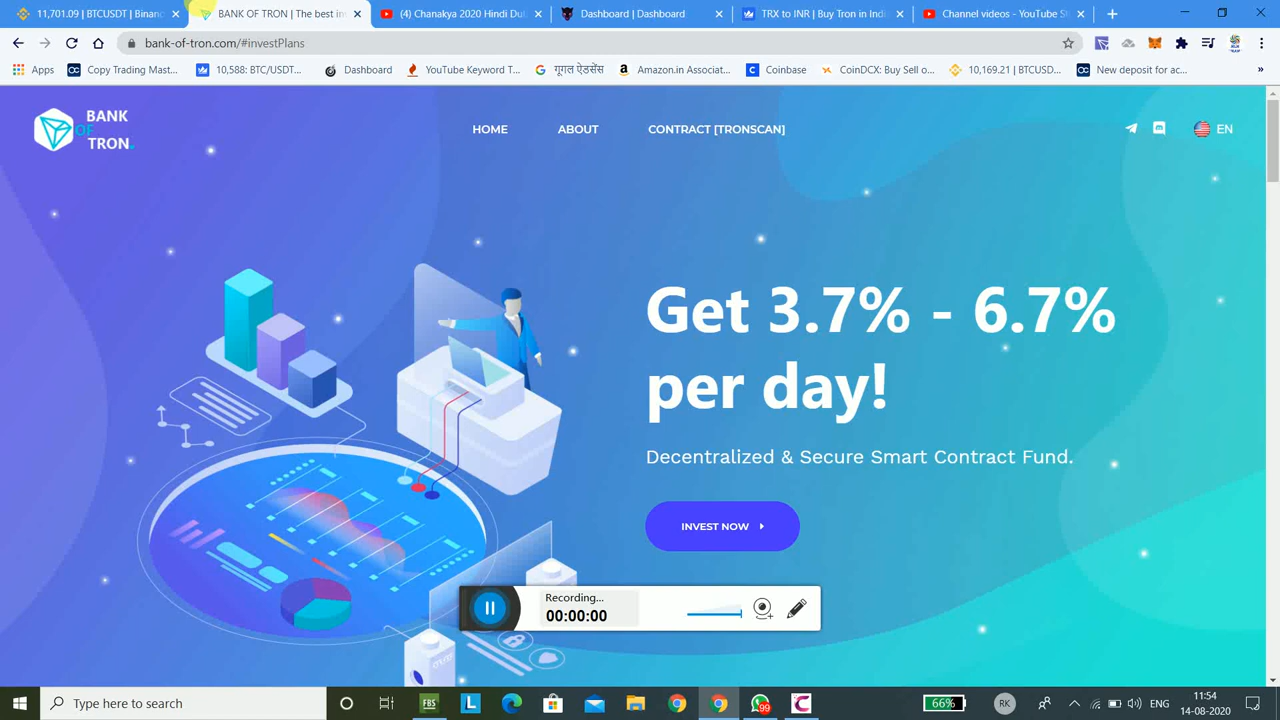 11,701.09 | BTCUSDT | Binanc
BANK OF TRON | The best in
(4) Chanakya 2020 Hindi Dub
Dashboard | Dashboard
TRX to INR | Buy Tron in Indi
Channel videos - YouTube St
bank-of-tron.com/#investPlans
Apps
Copy Trading Mast...
10,588: BTC/USDT...
Dashboard
YouTube Keyword T...
गूगल ऐडसेंस
Amazon.in Associat...
Coinbase
CoinDCX: Buy Sell o...
10,169.21 | BTCUSD...
New deposit for ac...
»
BANK
OF
TRON.
HOME
ABOUT
CONTRACT [TRONSCAN]
EN
Get 3.7% - 6.7%
per day!
Decentralized & Secure Smart Contract Fund.
INVEST NOW
Recording...
00:00:00
Type here to search
FBS
L
99
C
66%
RK
ENG
11:54
14-08-2020